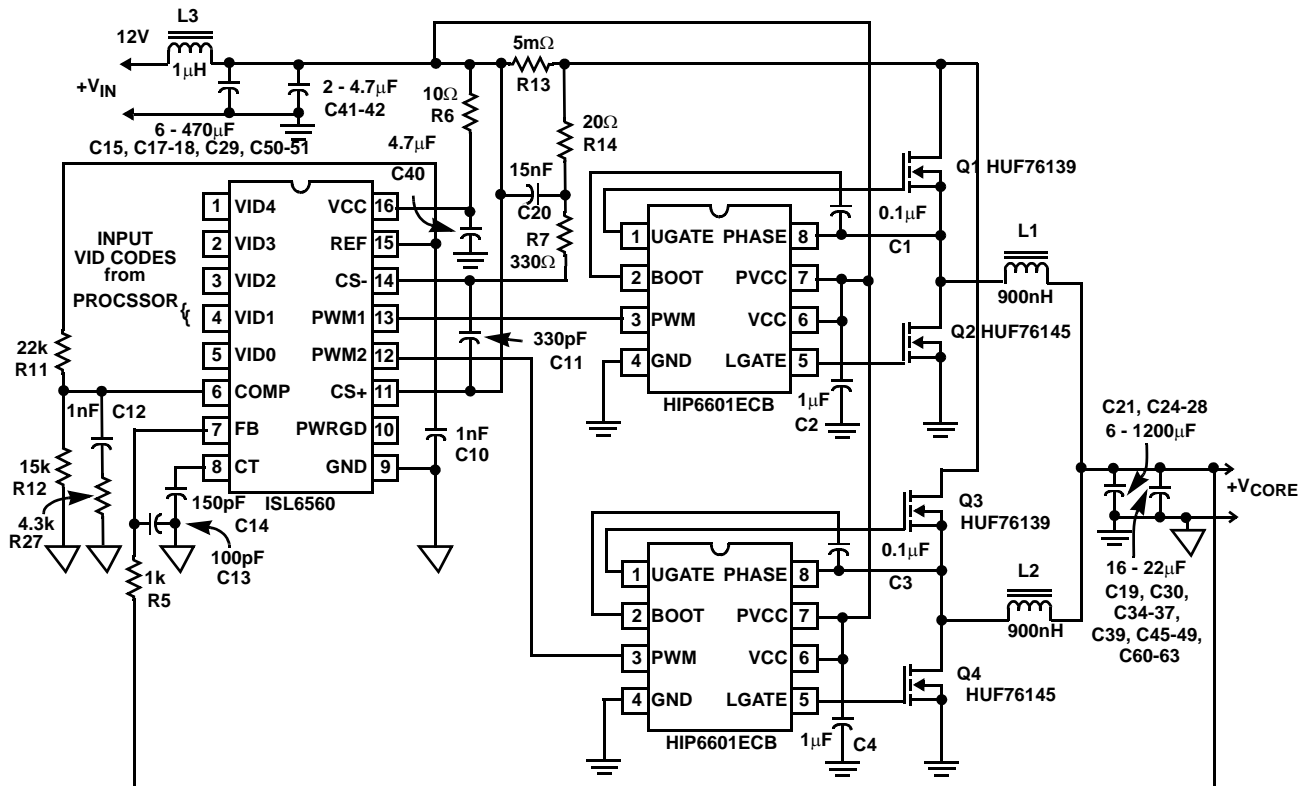 L3
12V
1μH
+VIN
2 - 4.7μF
C41-42
6 - 470μF
C15, C17-18, C29, C50-51
5mΩ
R13
10Ω
R6
4.7μF
C40
20Ω
R14
15nF
C20
R7
330Ω
INPUT
VID CODES
from
PROCSSOR {{
1 VID4
2 VID3
3 VID2
4 VID1
5 VID0
6 COMP
7 FB
8 CT
VCC 16
REF 15
CS- 14
PWM1 13
PWM2 12
CS+ 11
PWRGD 10
GND 9
ISL6560
22k
R11
1nF C12
15k
R12
4.3k
R27
150pF
C14
100pF
C13
1k
R5
330pF
C11
1nF
C10
1 UGATE PHASE 8
2 BOOT PVCC 7
3 PWM VCC 6
4 GND LGATE 5
HIP6601ECB
0.1μF
C1
1μF
C2
Q1 HUF76139
Q2 HUF76145
L1
900nH
C21, C24-28
6 - 1200μF
+VCORE
16 - 22μF
C19, C30,
C34-37,
C39, C45-49,
C60-63
Q3
HUF76139
0.1μF
C3
1 UGATE PHASE 8
2 BOOT PVCC 7
3 PWM VCC 6
4 GND LGATE 5
HIP6601ECB
1μF C4
L2
900nH
Q4
HUF76145